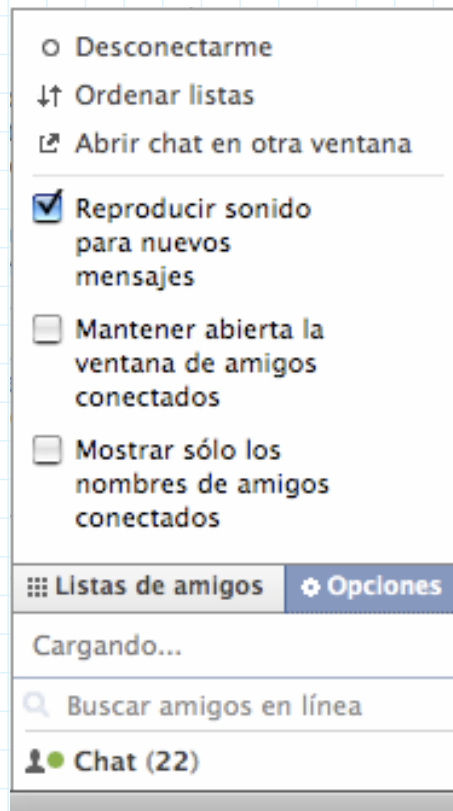 Desconectarme
Ordenar listas
Abrir chat en otra ventana
Reproducir sonido
para nuevos
mensajes
Mantener abierta la
ventana de amigos
conectados
Mostrar sólo los
nombres de amigos
conectados
Listas de amigos Opciones
Cargando...
Buscar amigos en línea
Chat (22)